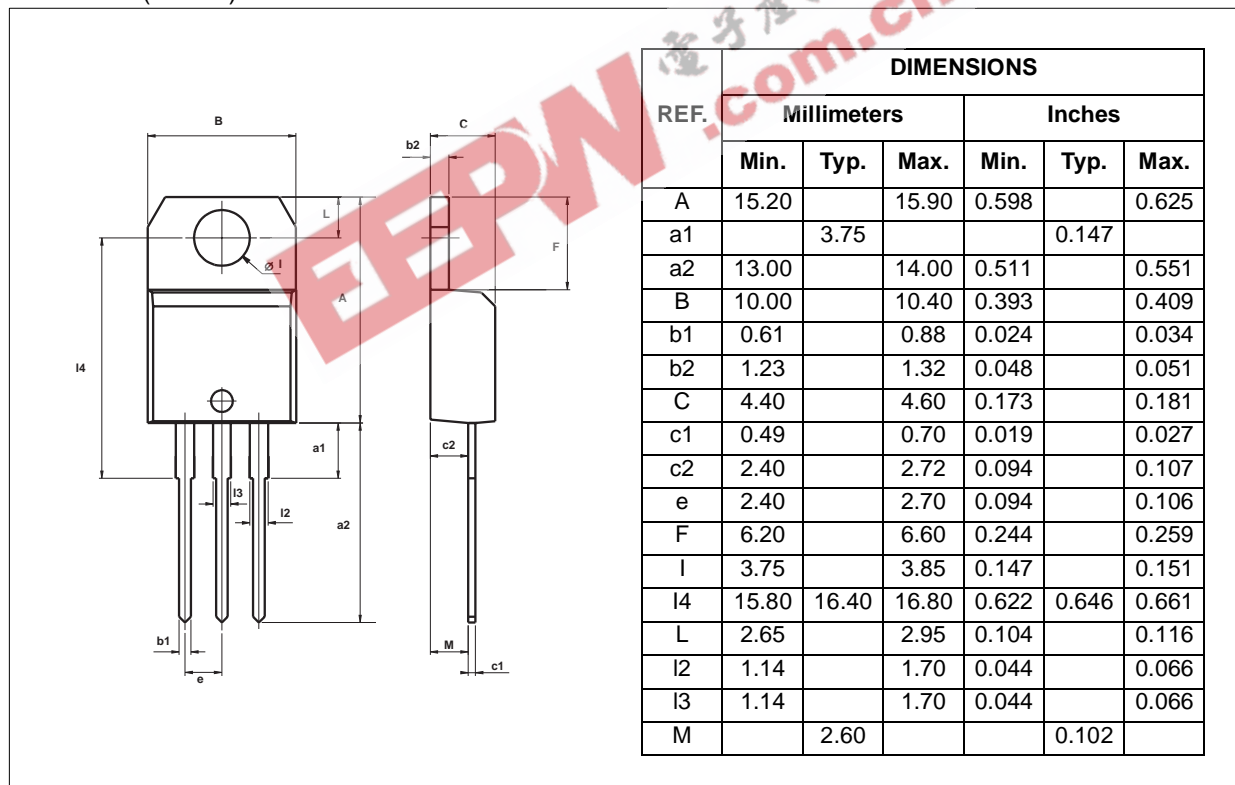 電子產
.com.cn
EEPW
B
C
b2
L
F
Ø I
A
l4
a1
c2
l3
l2
a2
b1
M
c1
e
DIMENSIONS
REF. Millimeters Inches
Min. Typ. Max. Min. Typ. Max.
A 15.20 15.90 0.598 0.625
a1 3.75 0.147
a2 13.00 14.00 0.511 0.551
B 10.00 10.40 0.393 0.409
b1 0.61 0.88 0.024 0.034
b2 1.23 1.32 0.048 0.051
C 4.40 4.60 0.173 0.181
c1 0.49 0.70 0.019 0.027
c2 2.40 2.72 0.094 0.107
e 2.40 2.70 0.094 0.106
F 6.20 6.60 0.244 0.259
I 3.75 3.85 0.147 0.151
I4 15.80 16.40 16.80 0.622 0.646 0.661
L 2.65 2.95 0.104 0.116
I2 1.14 1.70 0.044 0.066
I3 1.14 1.70 0.044 0.066
M 2.60 0.102